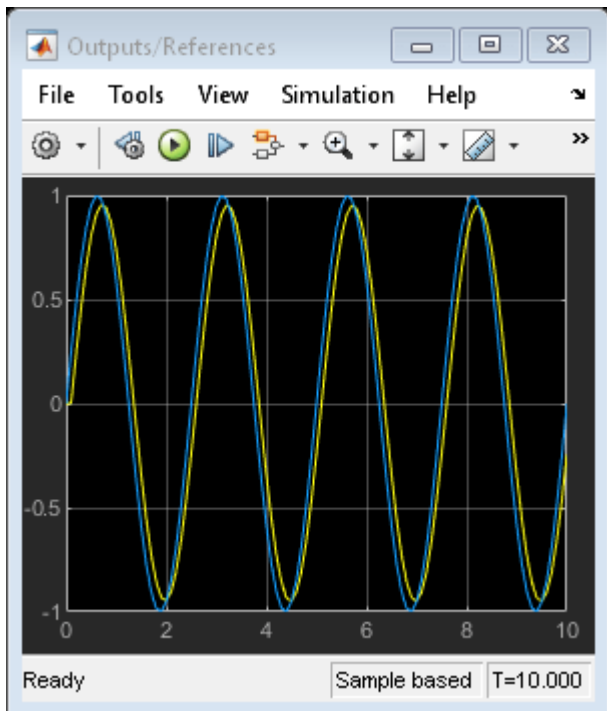 Outputs/References
File Tools View Simulation Help
1
0.5
0
-0.5
-1
0 2 4 6 8 10
Ready Sample based T=10.000